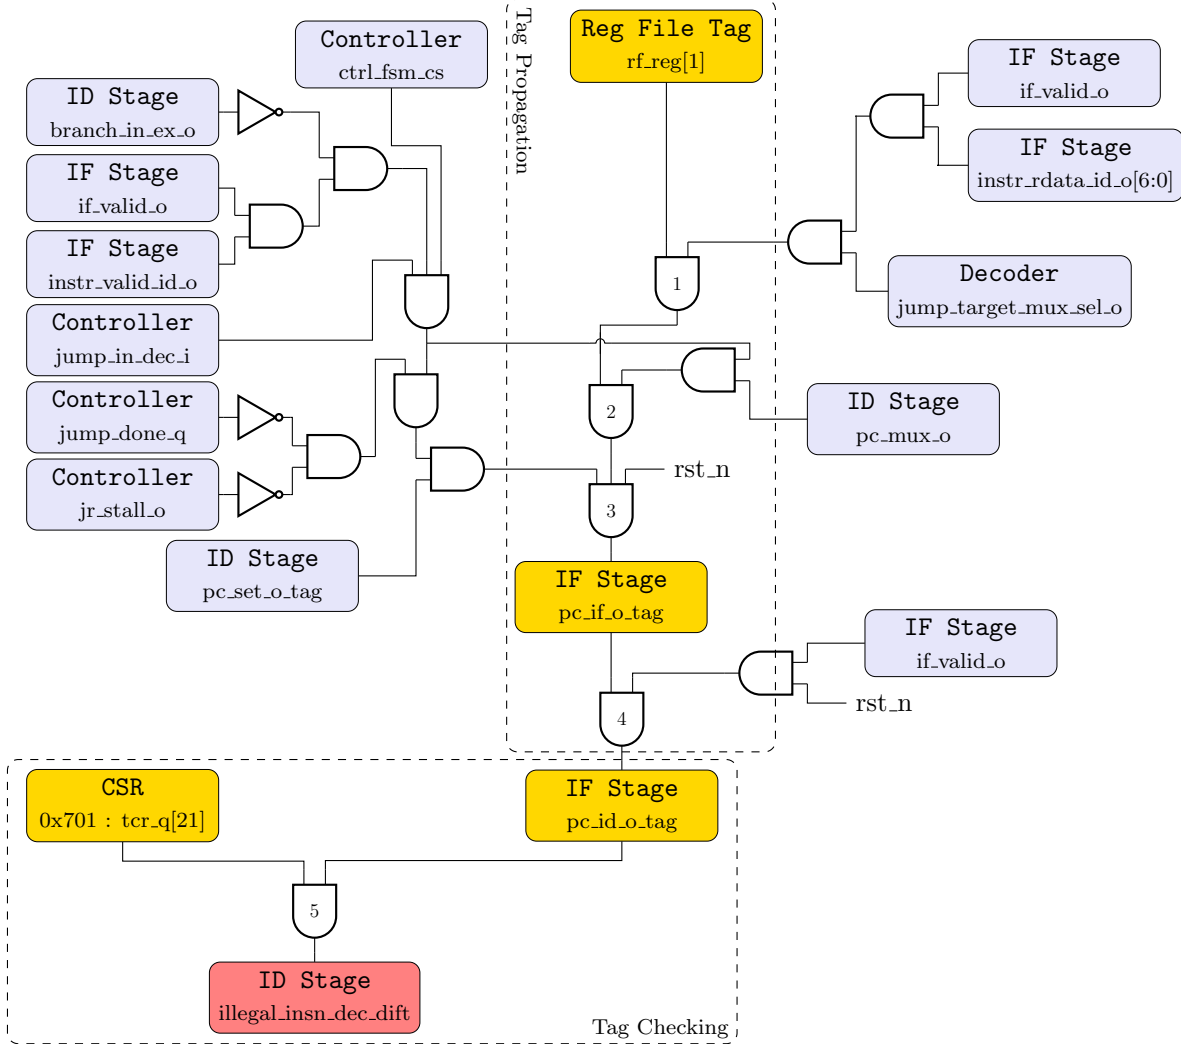 Controller
ctrl_fsm_cs
Tag Propagation
Reg File Tag
rf_reg[1]
IF Stage
if_valid_o
ID Stage
branch_in_ex_o
IF Stage
instr_rdata_id_o[6:0]
IF Stage
if_valid_o
IF Stage
instr_valid_id_o
Decoder
jump_target_mux_sel_o
1
Controller
jump_in_dec_i
Controller
jump_done_q
2
ID Stage
pc_mux_o
Controller
jr_stall_o
rst_n
3
ID Stage
pc_set_o_tag
IF Stage
pc_if_o_tag
IF Stage
if_valid_o
rst_n
4
CSR
0x701 : tcr_q[21]
IF Stage
pc_id_o_tag
5
ID Stage
illegal_insn_dec_dift
Tag Checking